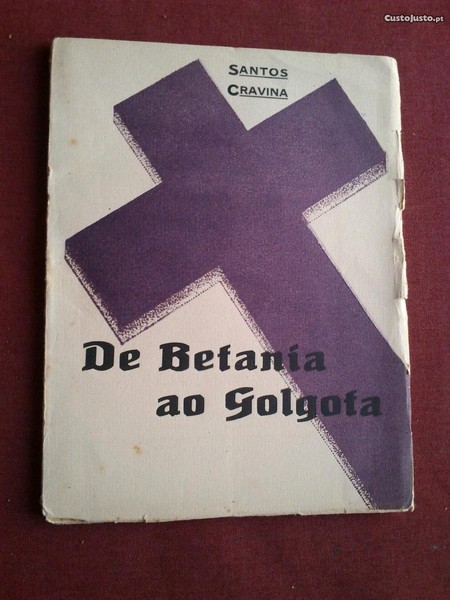 CustoJusto.pt
SANTOS
CRAVINA
De Betania
ao Golgota